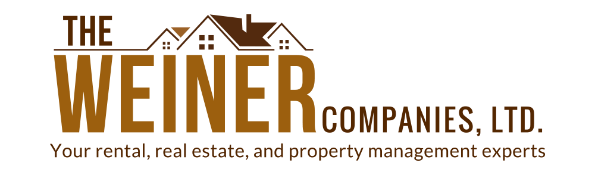 THE
WEINER COMPANIES, LTD.
Your rental, real estate, and property management experts